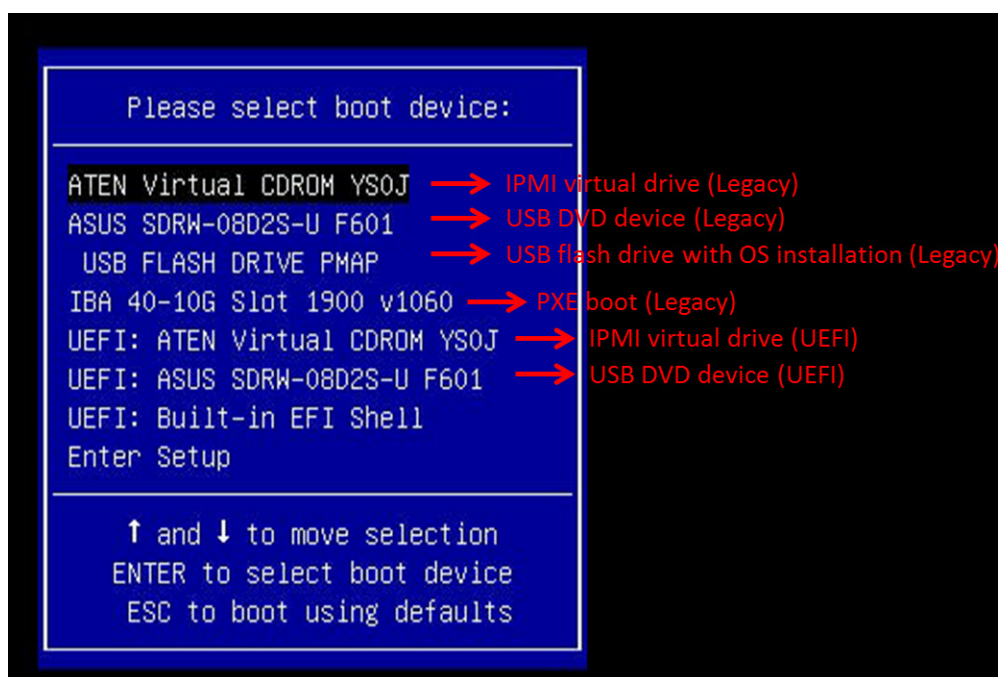 Please select boot device:
ATEN Virtual CDROM YS0J → IPMI virtual drive (Legacy)
ASUS SDRW-08D2S-U F601 → USB DVD device (Legacy)
USB FLASH DRIVE PMAP → USB flash drive with OS installation (Legacy)
IBA 40-10G Slot 1900 v1060 → PXE boot (Legacy)
UEFI: ATEN Virtual CDROM YS0J → IPMI virtual drive (UEFI)
UEFI: ASUS SDRW-08D2S-U F601 → USB DVD device (UEFI)
UEFI: Built-in EFI Shell
Enter Setup
↑ and ↓ to move selection
ENTER to select boot device
ESC to boot using defaults